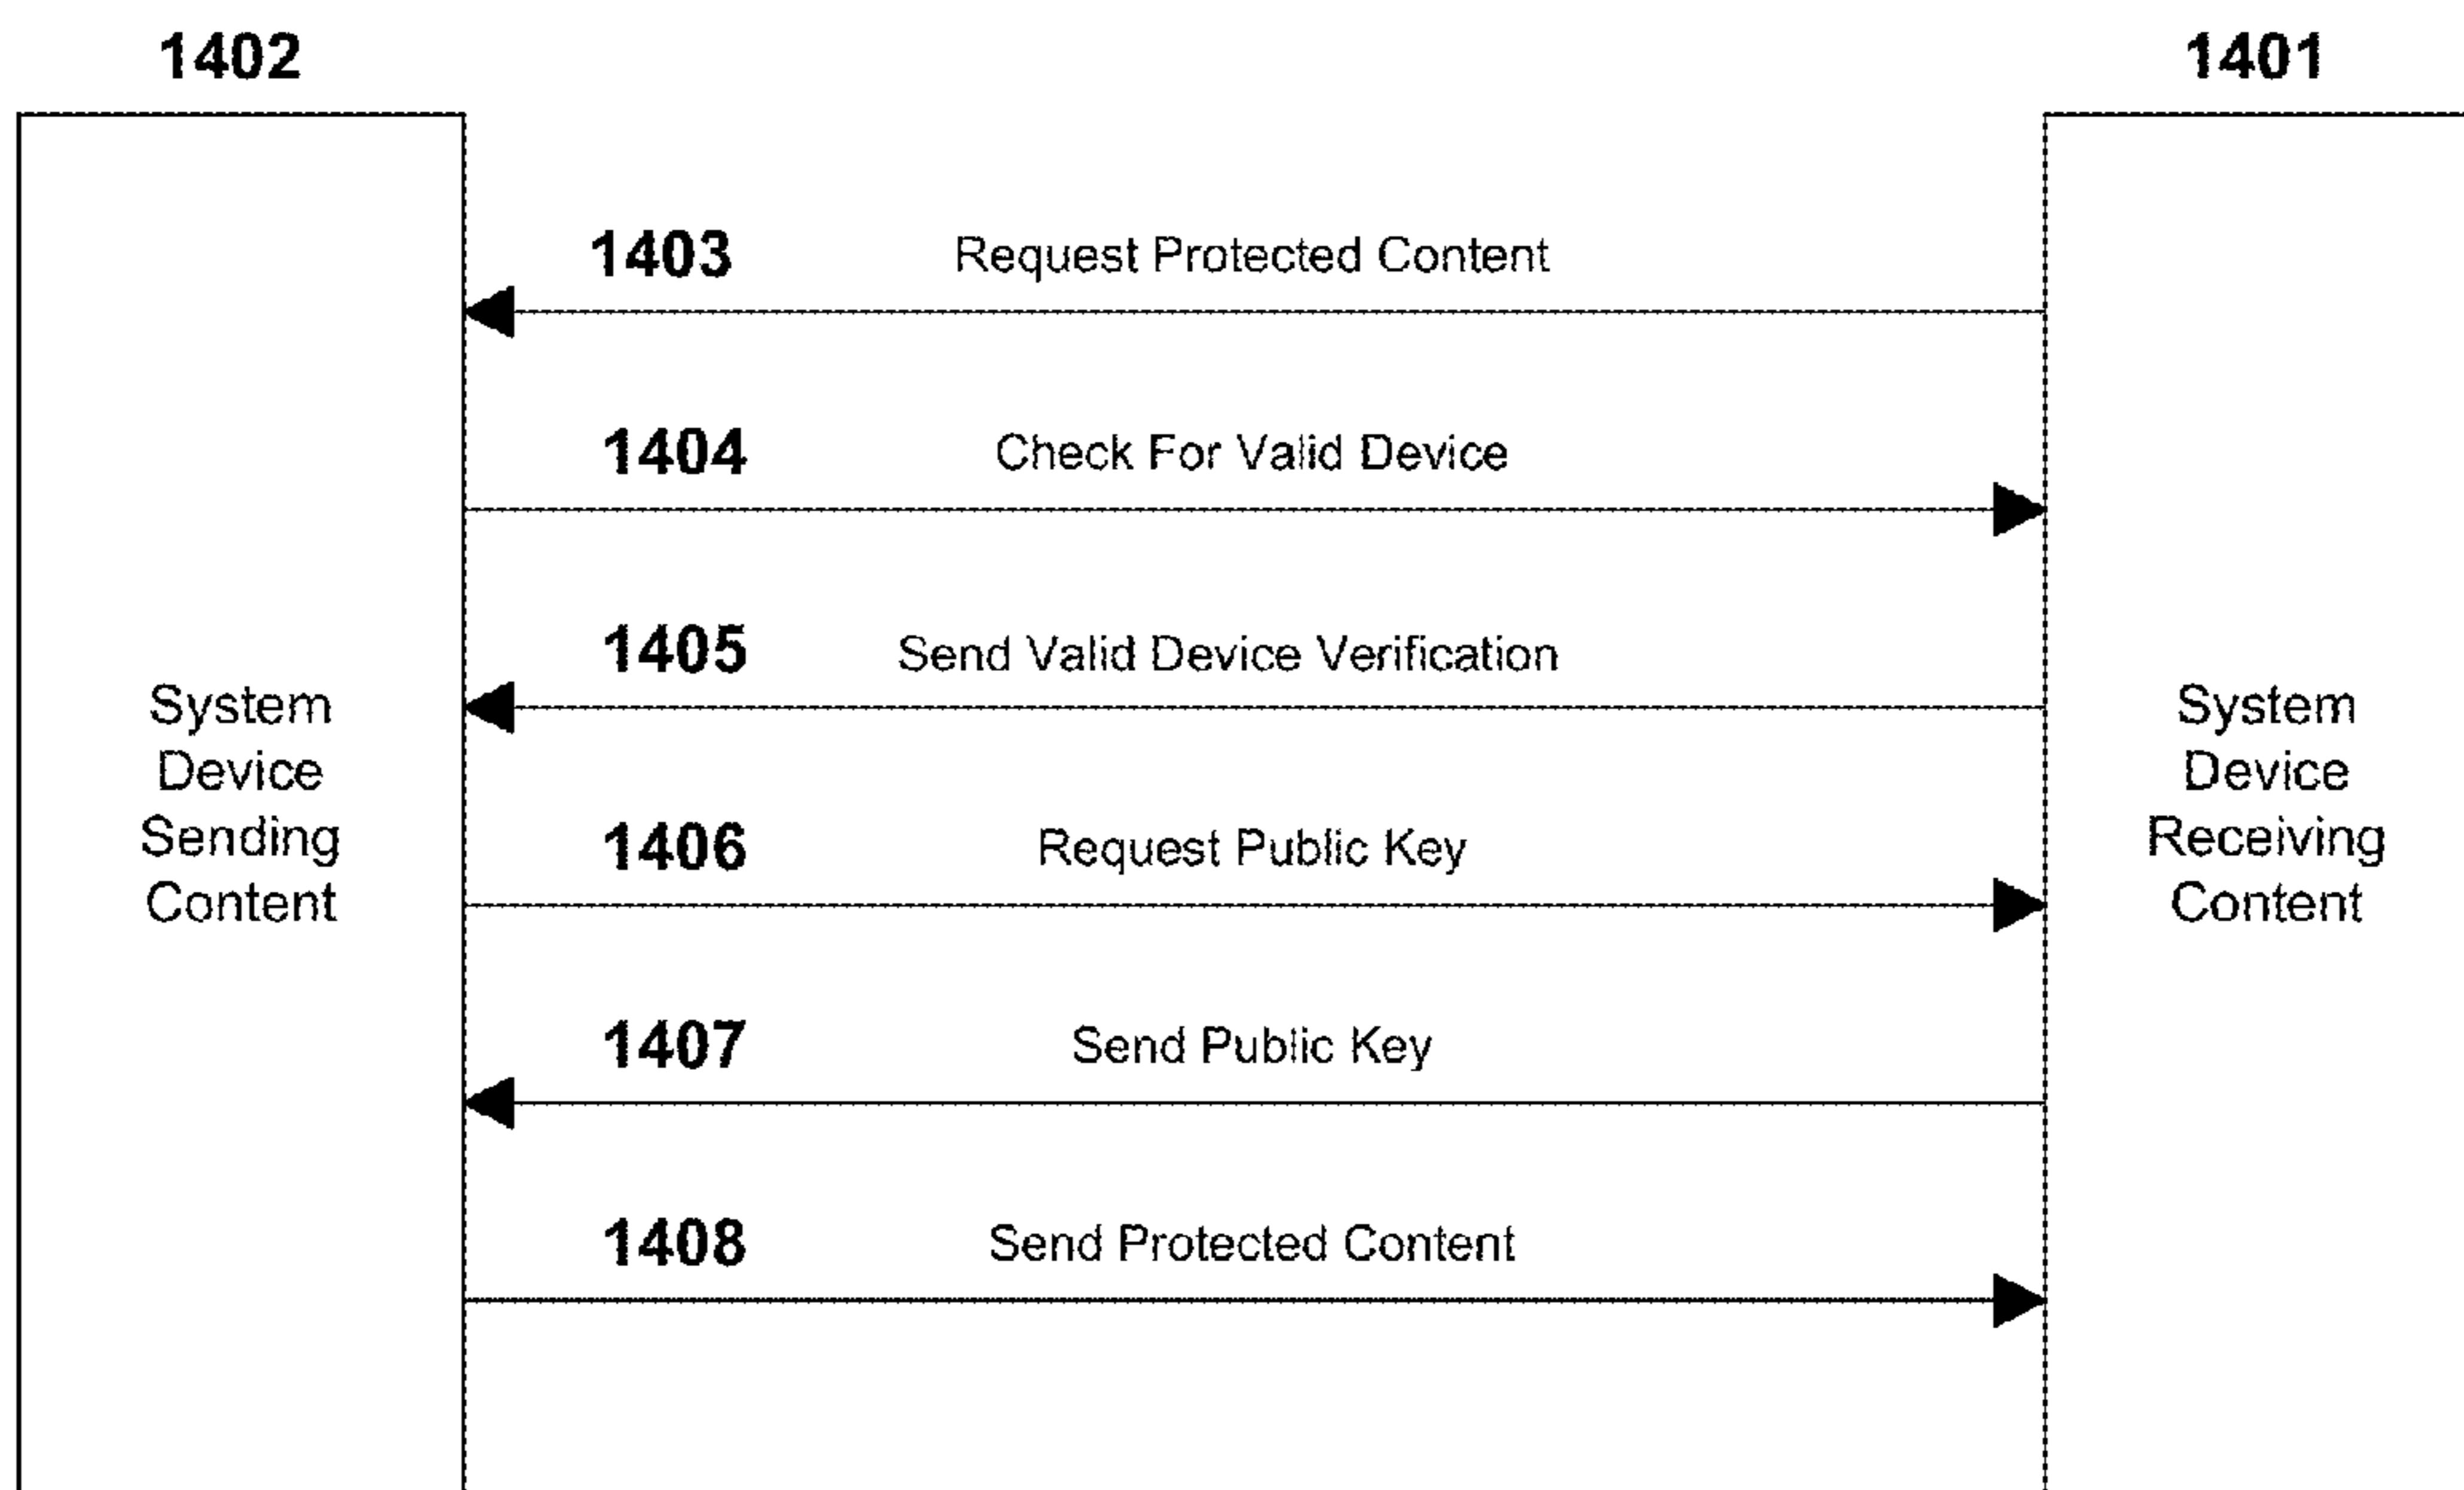 1402
1401
1403 Request Protected Content
1404 Check For Valid Device
1405 Send Valid Device Verification
1406 Request Public Key
1407 Send Public Key
1408 Send Protected Content
System
Device
Sending
Content
System
Device
Receiving
Content